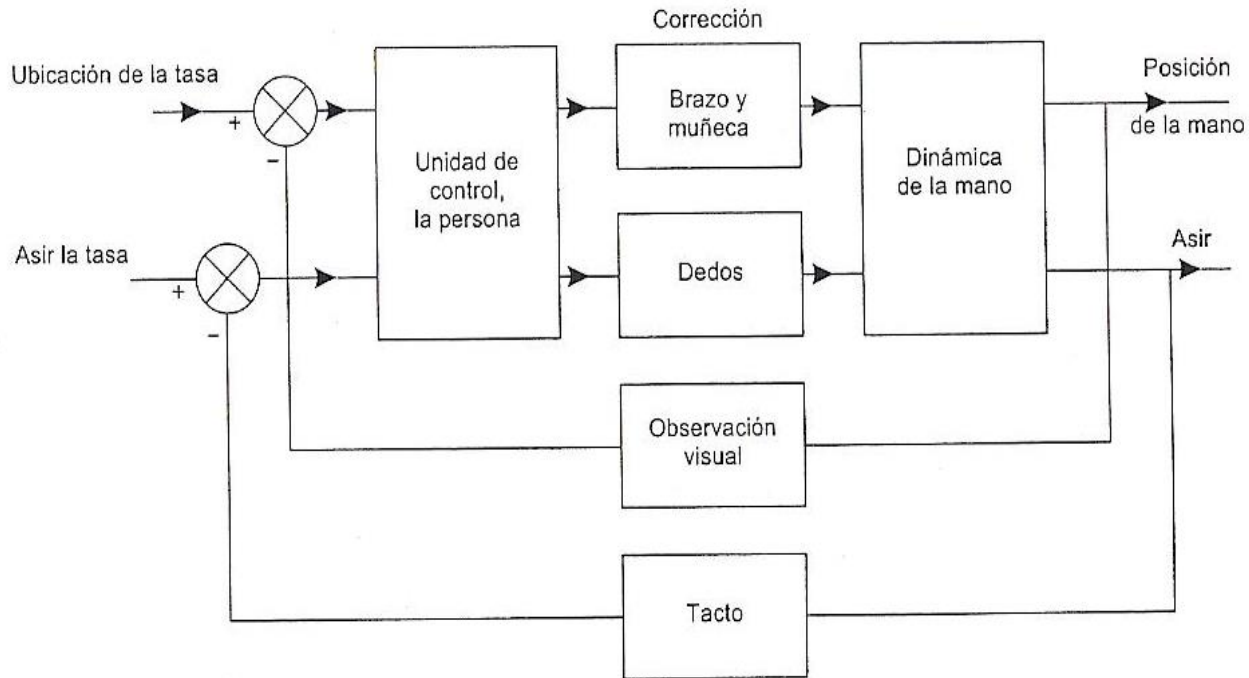 Corrección
Ubicación de la tasa
Brazo y
muñeca
Posición
de la mano
+
−
Unidad de
control,
la persona
Dinámica
de la mano
Asir la tasa
Dedos
Asir
+
−
Observación
visual
Tacto